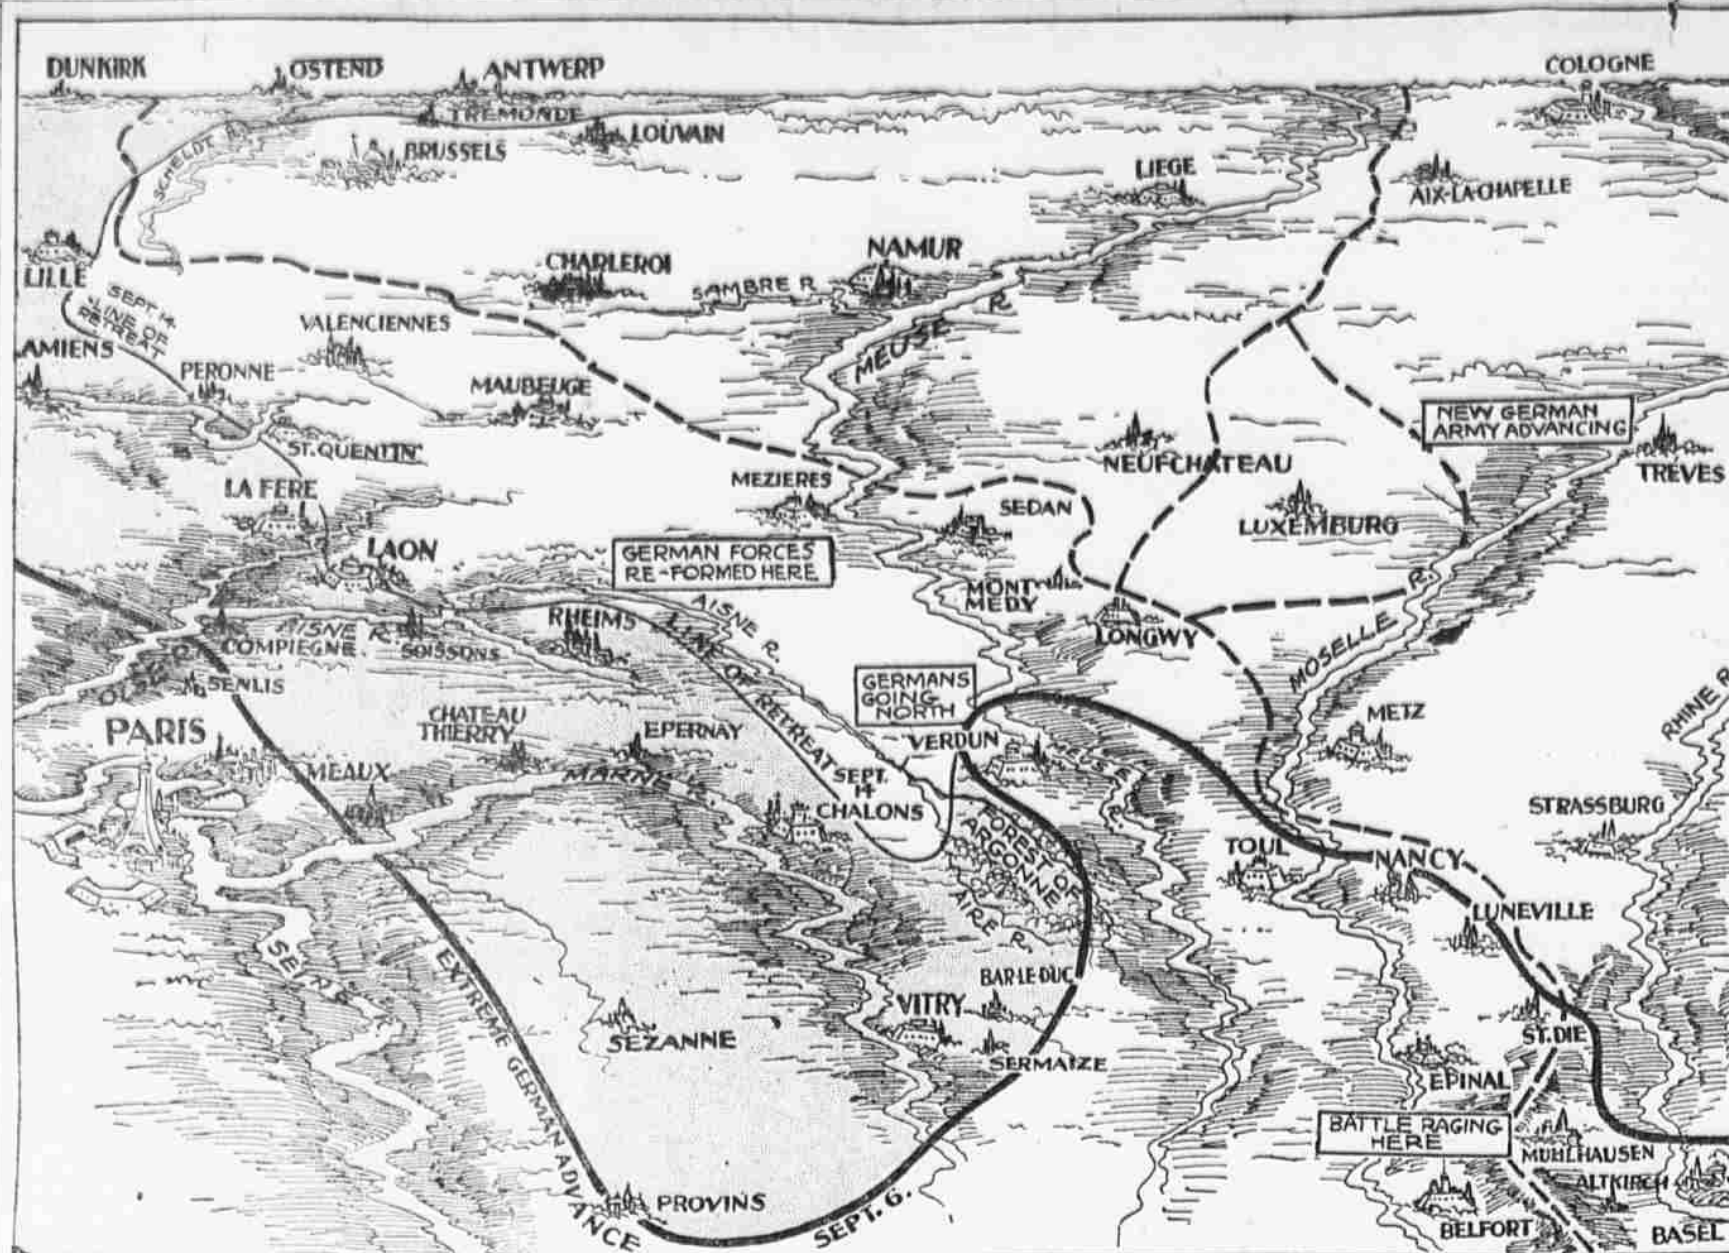 DUNKIRK
OSTEND
ANTWERP
COLOGNE
TREMONDE
LOUVAIN
SCHELDT R.
BRUSSELS
LIEGE
AIX-LA-CHAPELLE
LILLE
CHARLEROI
NAMUR
SAMBRE R.
SEPT 14
LINE OF
RETREAT
VALENCIENNES
MEUSE R.
AMIENS
PERONNE
MAUBEUGE
NEW GERMAN
ARMY ADVANCING
ST. QUENTIN
NEUFCHATEAU
TREVES
LA FERE
MEZIERES
SEDAN
LUXEMBURG
LAON
GERMAN FORCES
RE-FORMED HERE
MONT
MEDY
LONGWY
AISNE R.
COMPIEGNE
SOISSONS
RHEIMS
AISNE R.
LINE OF RETREAT
SEPT.
14
MOSELLE R.
OISE R.
SENLIS
GERMANS
GOING
NORTH
METZ
RHINE R
PARIS
CHATEAU
THIERRY
EPERNAY
VERDUN
MEUSE R.
MEAUX
MARNE R.
CHALONS
STRASSBURG
FOREST OF
ARGONNE
TOUL
NANCY
AIRE R.
LUNEVILLE
SEINE
EXTREME GERMAN ADVANCE
BAR-LE-DUC
VITRY
SEZANNE
SERMAIZE
ST. DIE
EPINAL
BATTLE RAGING
HERE
MUHLHAUSEN
ALTKIRCH
PROVINS
SEPT. 6.
BELFORT
BASEL